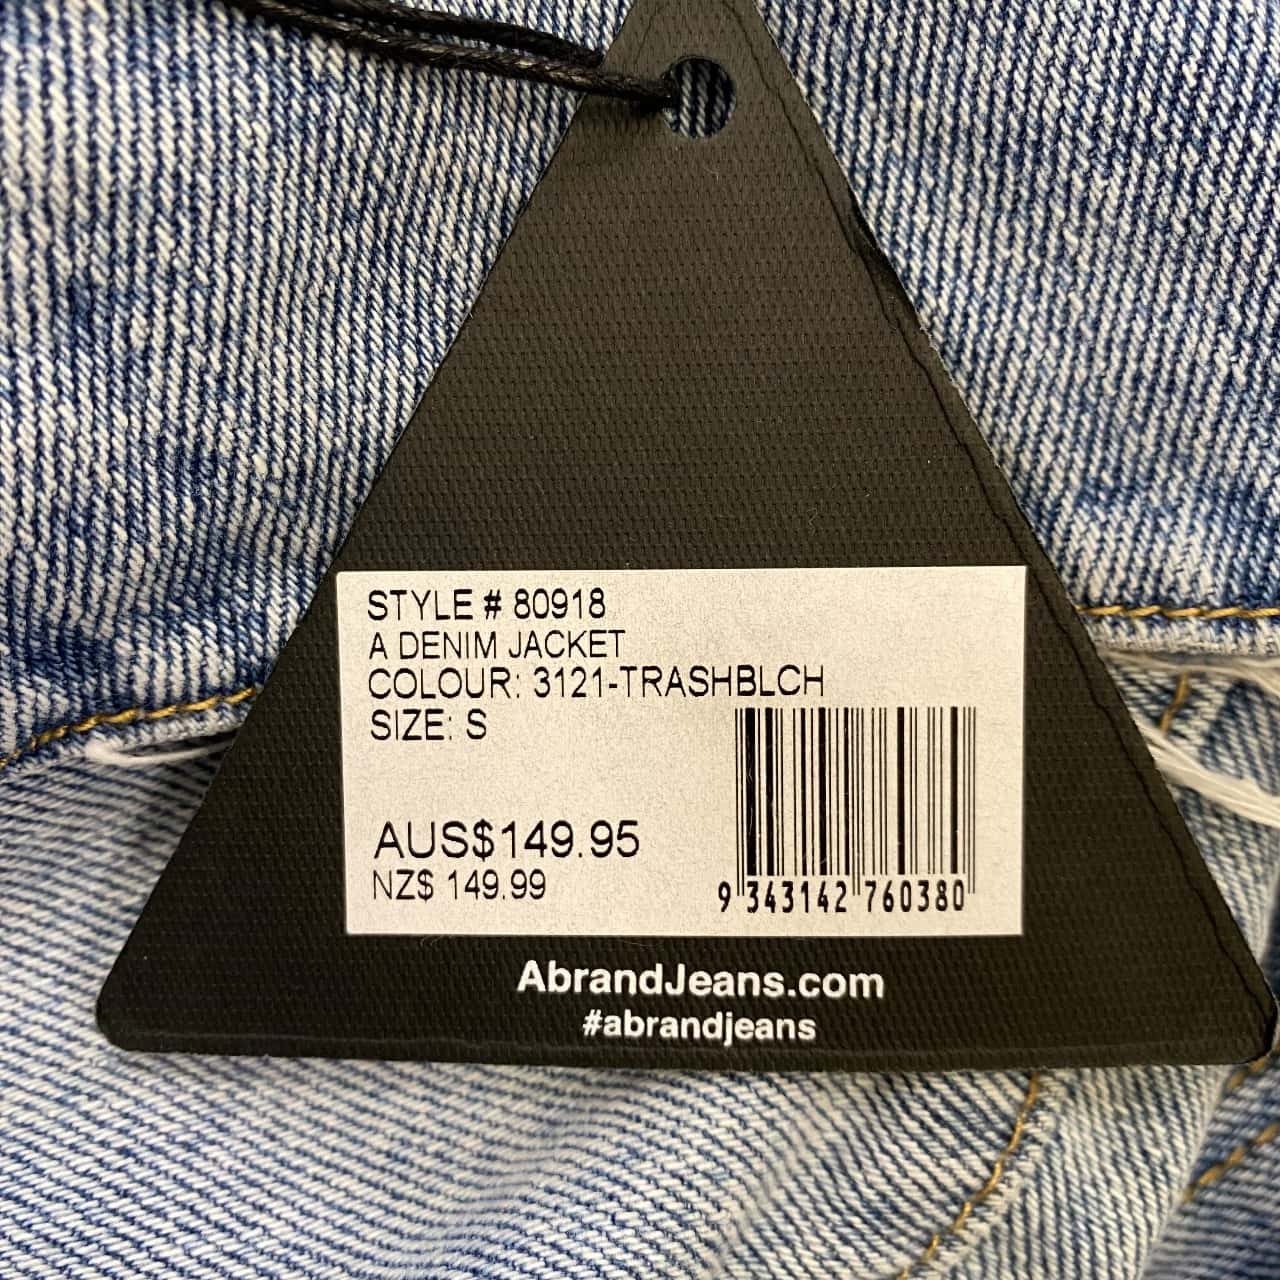 STYLE # 80918
A DENIM JACKET
COLOUR: 3121-TRASHBLCH
SIZE: S
AUS$149.95
NZ$ 149.99
9 343142 760380
AbrandJeans.com
#abrandjeans